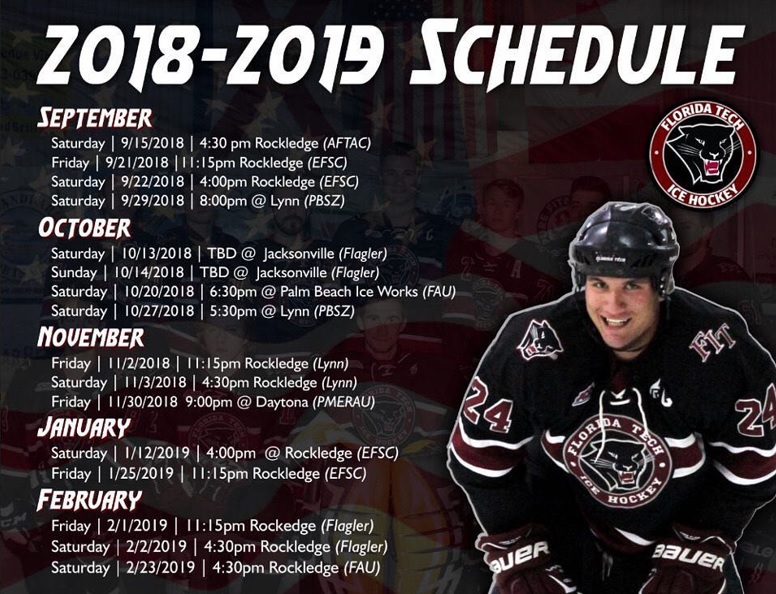 2018-2019 SCHEDULE
SEPTEMBER
Saturday | 9/15/2018 | 4:30 pm Rockledge (AFTAC)
Friday | 9/21/2018 |11:15pm Rockledge (EFSC)
Saturday | 9/22/2018 | 4:00pm Rockledge (EFSC)
Saturday | 9/29/2018 | 8:00pm @ Lynn (PBSZ)
OCTOBER
Saturday | 10/13/2018 | TBD @ Jacksonville (Flagler)
Sunday | 10/14/2018 | TBD @ Jacksonville (Flagler)
Saturday | 10/20/2018 | 6:30pm @ Palm Beach Ice Works (FAU)
Saturday | 10/27/2018 | 5:30pm @ Lynn (PBSZ)
NOVEMBER
Friday | 11/2/2018 | 11:15pm Rockledge (Lynn)
Saturday | 11/3/2018 | 4:30pm Rockledge (Lynn)
Friday | 11/30/2018 9:00pm @ Daytona (PMERAU)
JANUARY
Saturday | 1/12/2019 | 4:00pm @ Rockledge (EFSC)
Friday | 1/25/2019 | 11:15pm Rockledge (EFSC)
FEBRUARY
Friday | 2/1/2019 | 11:15pm Rockedge (Flagler)
Saturday | 2/2/2019 | 4:30pm Rockledge (Flagler)
Saturday | 2/23/2019 | 4:30pm Rockledge (FAU)
FLORIDA TECH
ICE HOCKEY
FIT
24
24
FLORIDA TECH
ICE HOCKEY
BAUER
BAUER